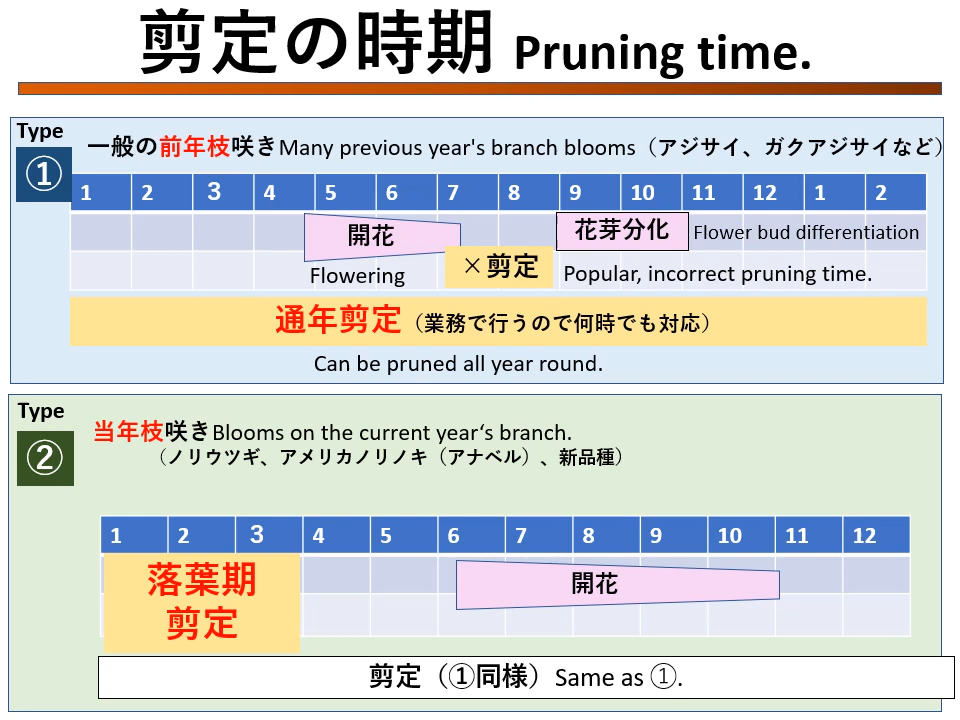 剪定の時期 Pruning time.
Type
①
一般の前年枝咲きMany previous year's branch blooms（アジサイ、ガクアジサイなど）
1 2 3 4 5 6 7 8 9 10 11 12 1 2
開花
花芽分化 Flower bud differentiation
Flowering
×剪定
Popular, incorrect pruning time.
通年剪定（業務で行うので何時でも対応）
Can be pruned all year round.
Type
②
当年枝咲きBlooms on the current year‘s branch.
（ノリウツギ、アメリカノリノキ（アナベル）、新品種）
1 2 3 4 5 6 7 8 9 10 11 12
落葉期
剪定
開花
剪定（①同様）Same as ①.